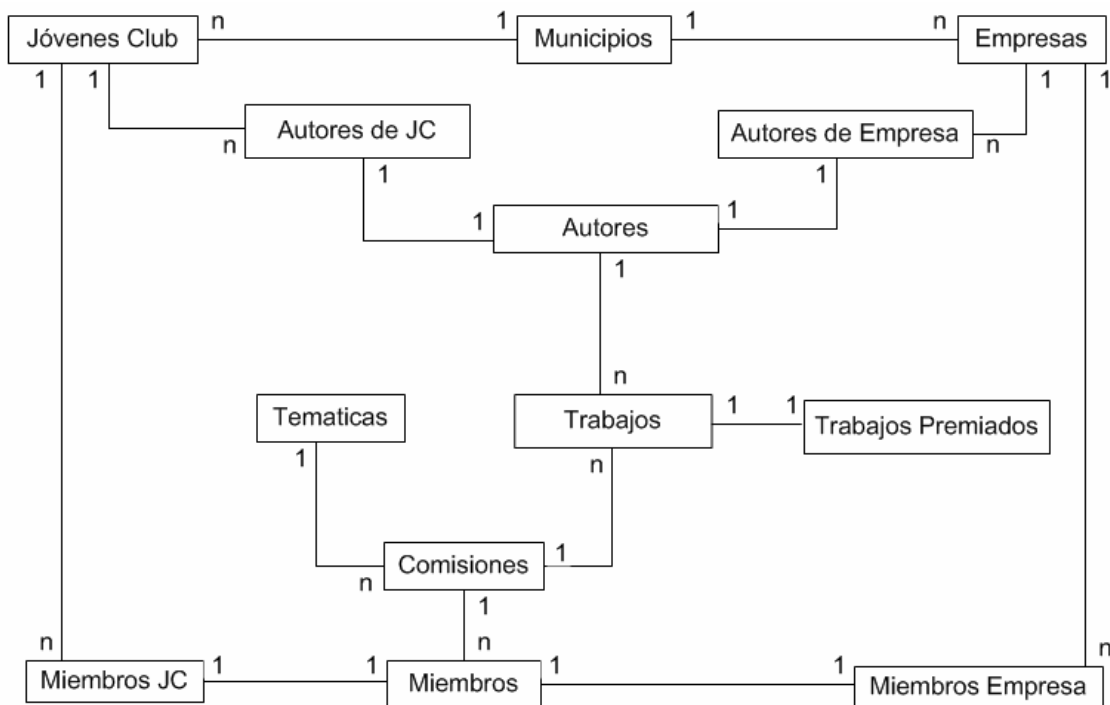 Jóvenes Club n 1 Municipios 1 n Empresas
1 1 1 1
Autores de JC Autores de Empresa
n n
1 1
1 Autores 1
1
n
Tematicas Trabajos 1 1 Trabajos Premiados
1 n
Comisiones 1
n 1
n n n
Miembros JC 1 1 Miembros 1 1 Miembros Empresa